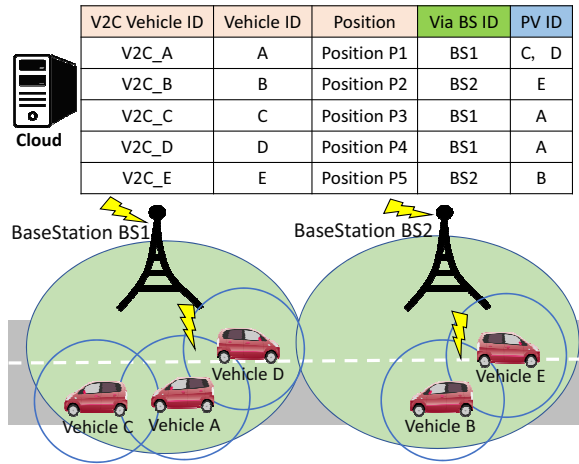 V2C Vehicle ID Vehicle ID Position Via BS ID PV ID
V2C_A A Position P1 BS1 C, D
V2C_B B Position P2 BS2 E
V2C_C C Position P3 BS1 A
V2C_D D Position P4 BS1 A
V2C_E E Position P5 BS2 B
Cloud
BaseStation BS1
BaseStation BS2
Vehicle D
Vehicle E
Vehicle C
Vehicle A
Vehicle B